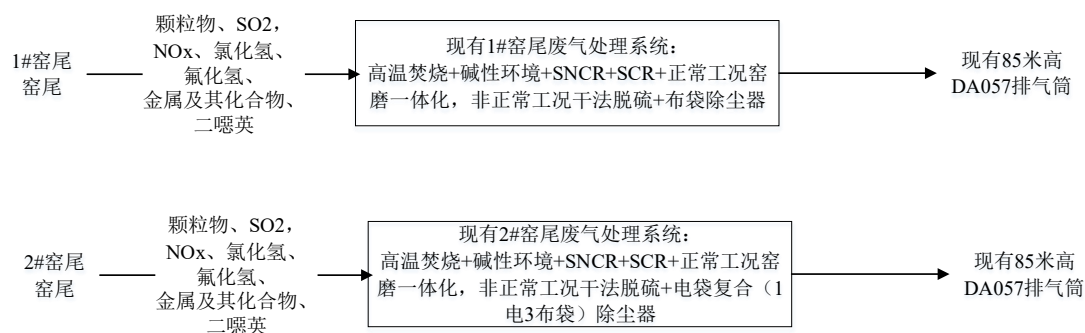 1#窑尾
窑尾
颗粒物、SO2，
NOx、氯化氢、
氟化氢、
金属及其化合物、
二噁英
现有1#窑尾废气处理系统：
高温焚烧+碱性环境+SNCR+SCR+正常工况窑
磨一体化，非正常工况干法脱硫+布袋除尘器
现有85米高
DA057排气筒
2#窑尾
窑尾
颗粒物、SO2，
NOx、氯化氢、
氟化氢、
金属及其化合物、
二噁英
现有2#窑尾废气处理系统：
高温焚烧+碱性环境+SNCR+SCR+正常工况窑
磨一体化，非正常工况干法脱硫+电袋复合（1
电3布袋）除尘器
现有85米高
DA057排气筒